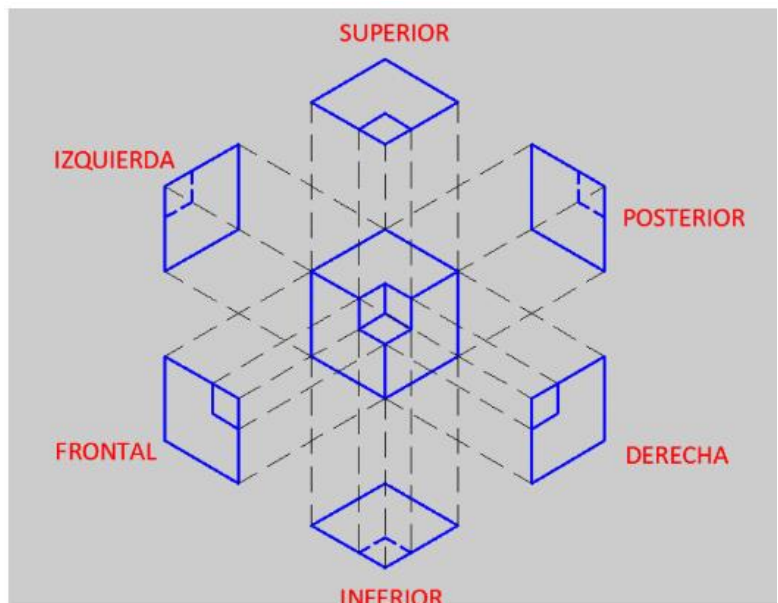 SUPERIOR
IZQUIERDA
POSTERIOR
FRONTAL
DERECHA
INFERIOR